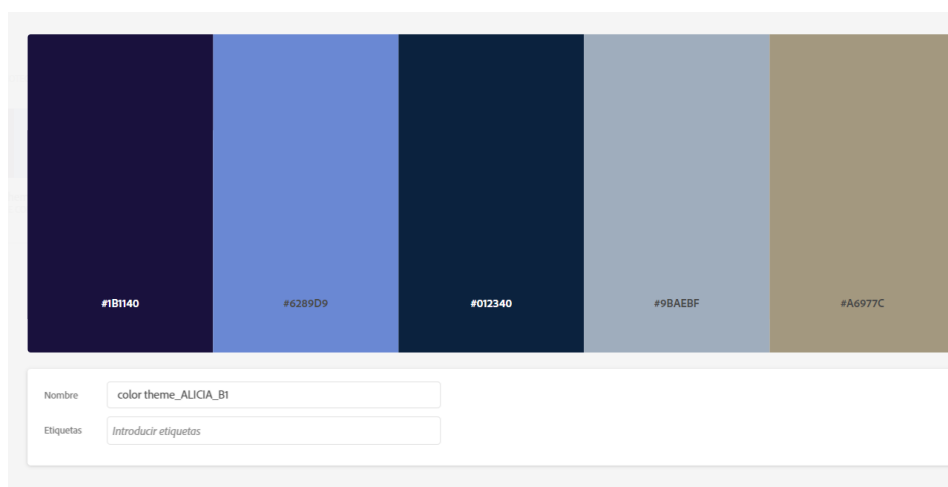 #1B1140
#6289D9
#012340
#9BAEBF
#A6977C
Nombre color theme_ALICIA_B1
Etiquetas Introducir etiquetas